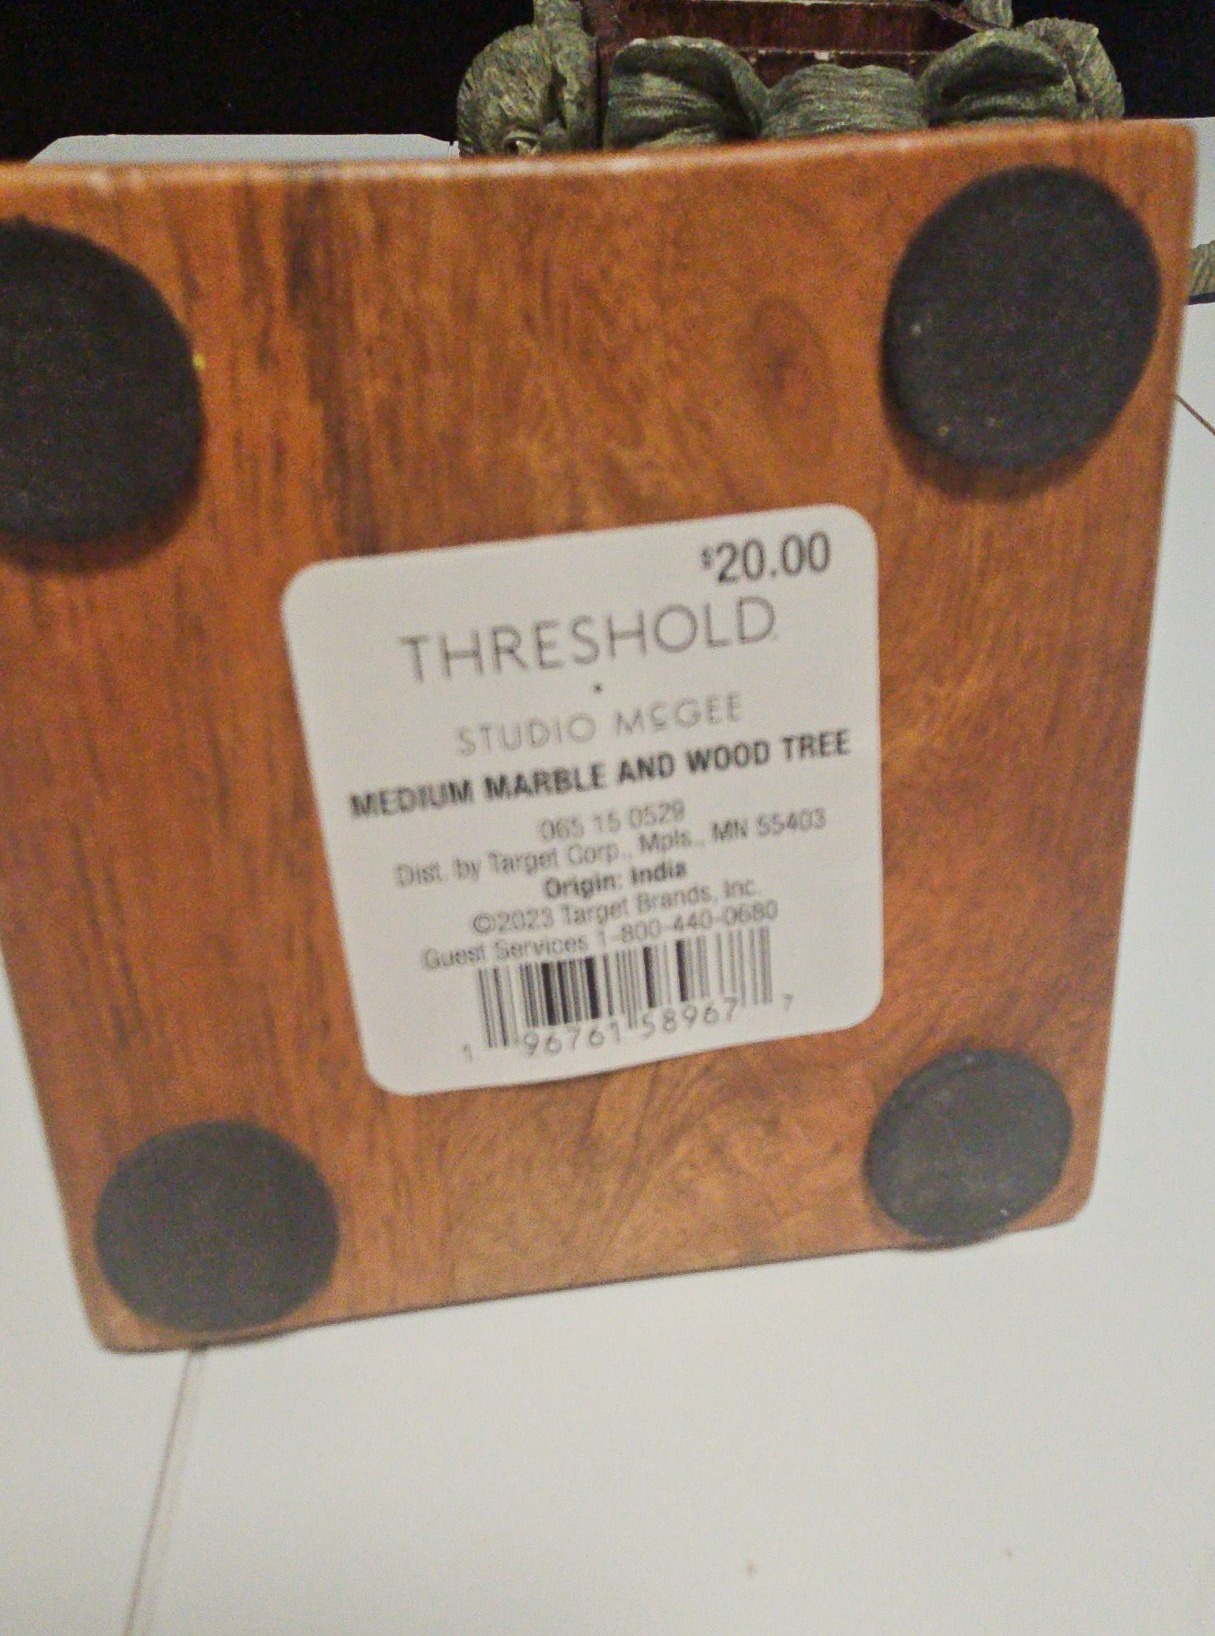 $20.00
THRESHOLD
STUDIO McGEE
MEDIUM MARBLE AND WOOD TREE
065 15 0529
Dist. by Target Corp., Mpls., MN 55403
Origin: India
©2023 Target Brands, Inc.
Guest Services 1-800-440-0680
1 96761 58967 7